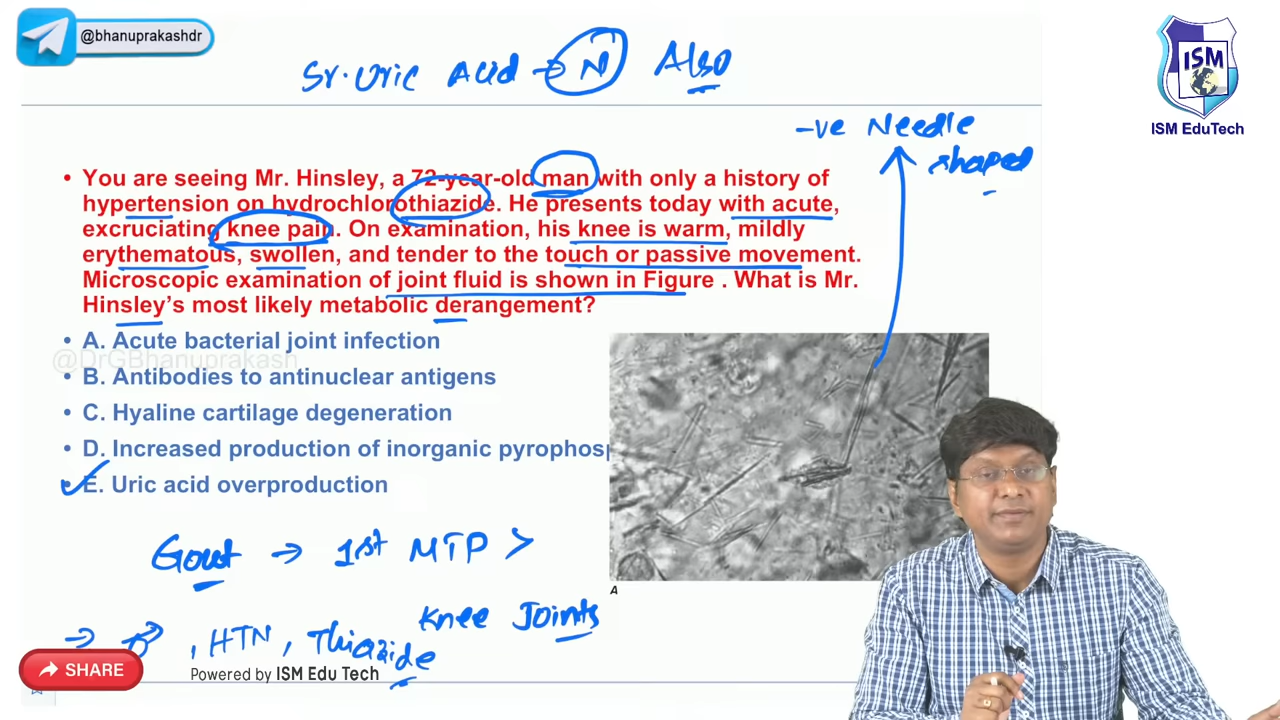 @bhanuprakashdr
Sr. Uric Acid → N Also
ISM
ISM EduTech
-ve Needle
shaped
• You are seeing Mr. Hinsley, a 72-year-old man with only a history of
hypertension on hydrochlorothiazide. He presents today with acute,
excruciating knee pain. On examination, his knee is warm, mildly
erythematous, swollen, and tender to the touch or passive movement.
Microscopic examination of joint fluid is shown in Figure . What is Mr.
Hinsley’s most likely metabolic derangement?
• A. Acute bacterial joint infection
@DrGBhanuprakash
• B. Antibodies to antinuclear antigens
• C. Hyaline cartilage degeneration
• D. Increased production of inorganic pyrophosp
• E. Uric acid overproduction
Gout → 1st MTP >
A
Knee Joints
→ ♂, HTN, Thiazide
SHARE
Powered by ISM Edu Tech